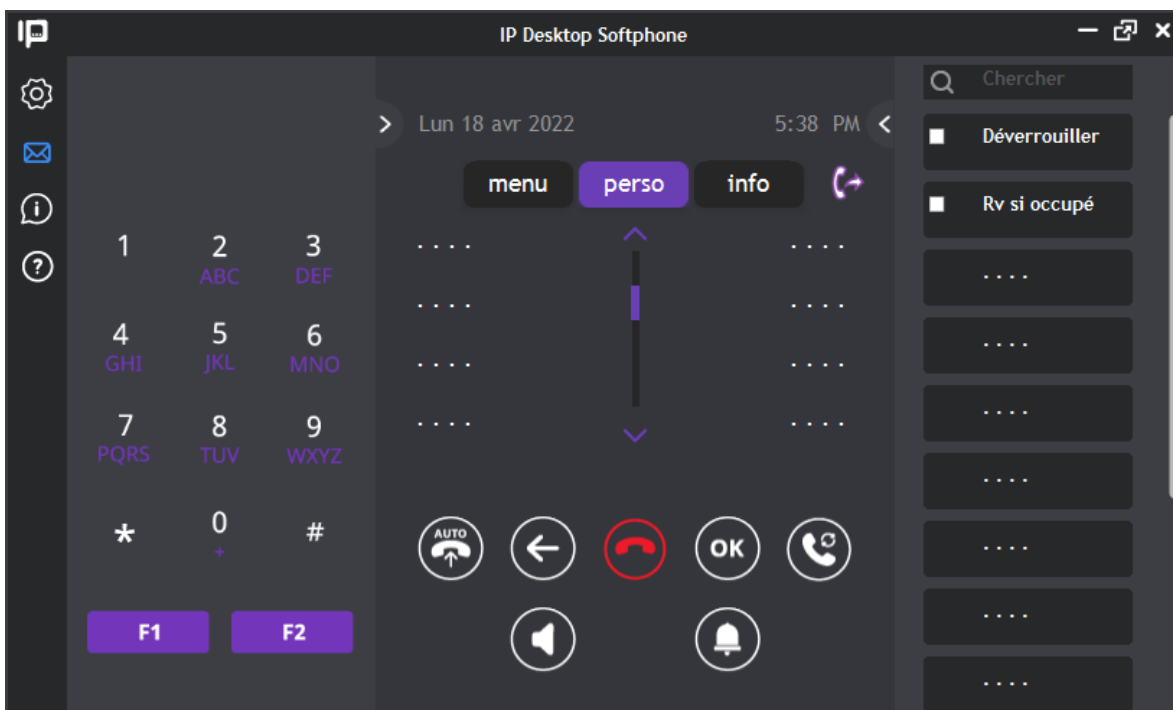 IP
IP Desktop Softphone
1
2
ABC
3
DEF
4
GHI
5
JKL
6
MNO
7
PQRS
8
TUV
9
WXYZ
*
0
+
#
F1
F2
Lun 18 avr 2022
5:38 PM
menu
perso
info
. . . .
. . . .
. . . .
. . . .
. . . .
. . . .
. . . .
. . . .
AUTO
OK
Chercher
Déverrouiller
Rv si occupé
. . . .
. . . .
. . . .
. . . .
. . . .
. . . .
. . . .